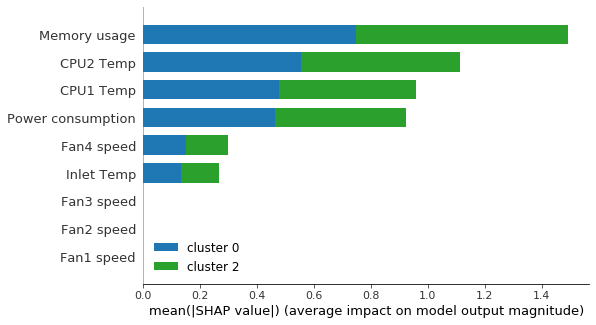 Memory usage
CPU2 Temp
CPU1 Temp
Power consumption
Fan4 speed
Inlet Temp
Fan3 speed
Fan2 speed
Fan1 speed
cluster 0
cluster 2
0.0 0.2 0.4 0.6 0.8 1.0 1.2 1.4
mean(|SHAP value|) (average impact on model output magnitude)